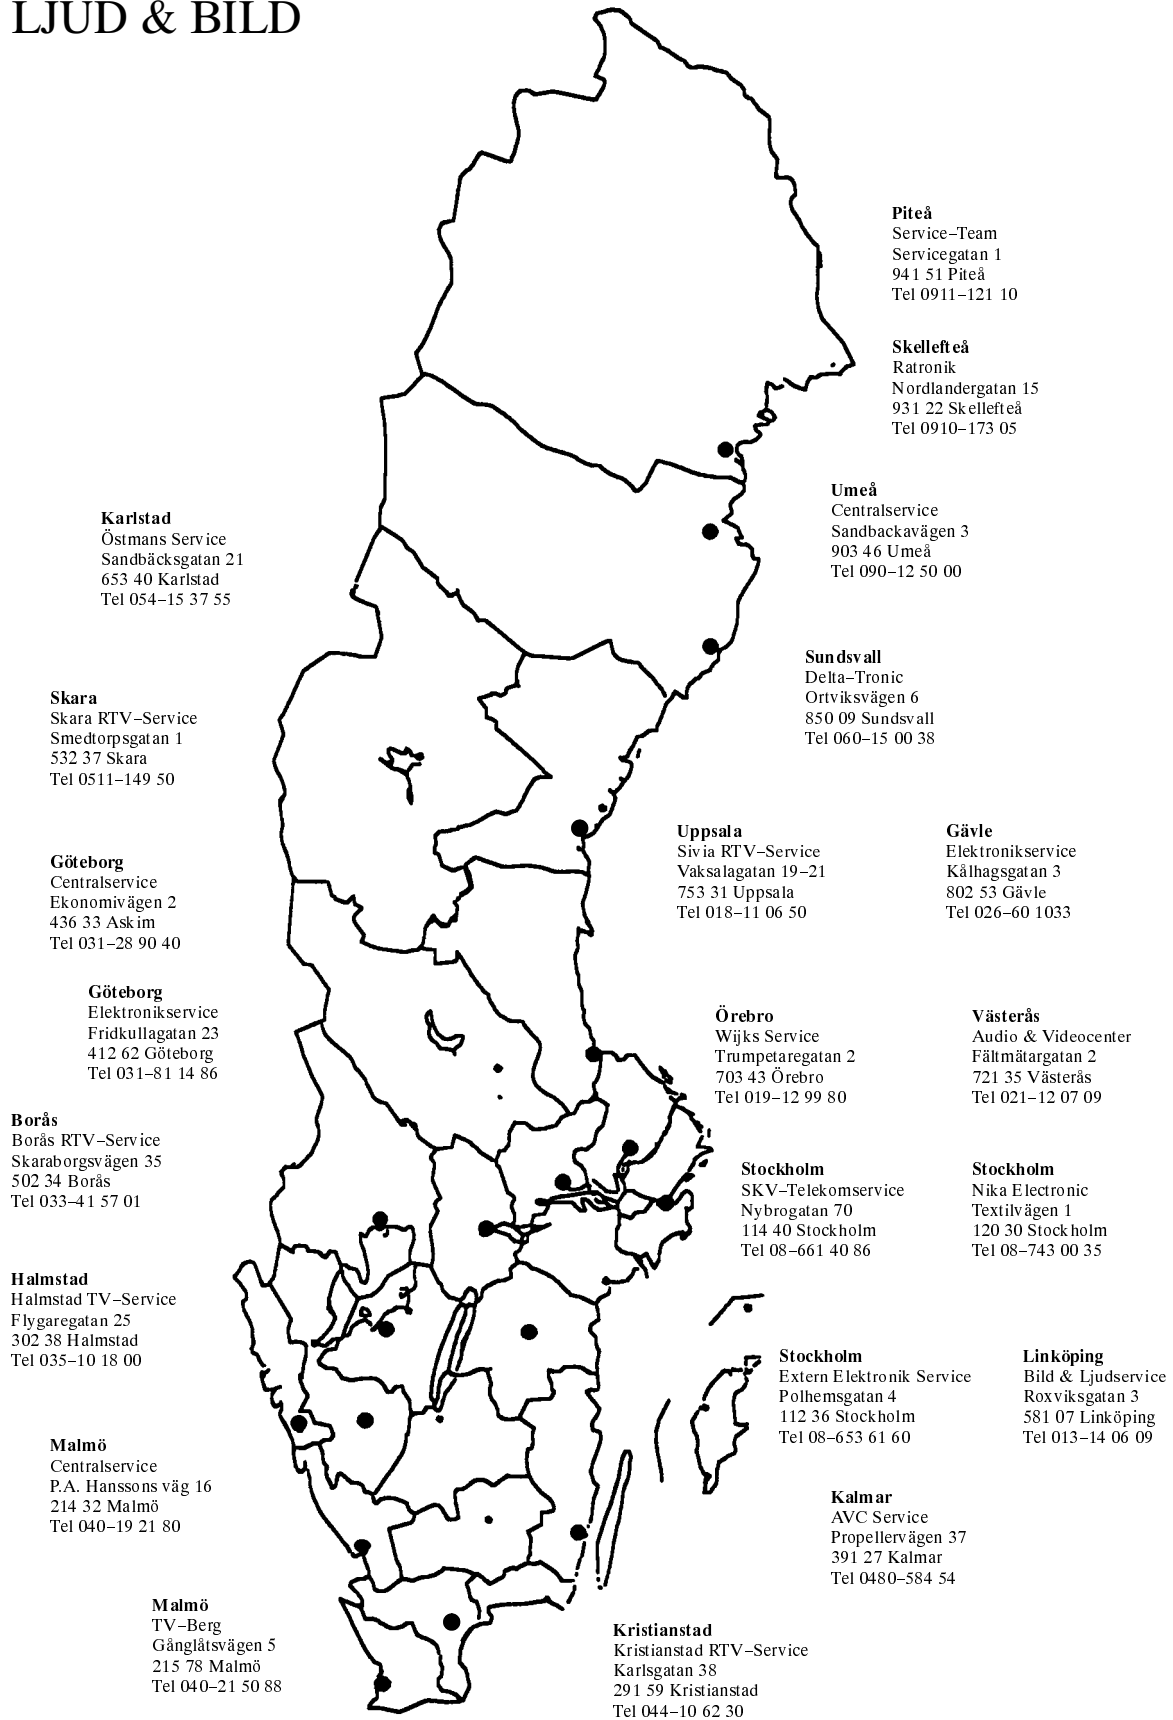 LJUD & BILD
Piteå
Service–Team
Servicegatan 1
941 51 Piteå
Tel 0911–121 10
Skellefteå
Ratronik
Nordlandergatan 15
931 22 Skellefteå
Tel 0910–173 05
Umeå
Centralservice
Sandbackavägen 3
903 46 Umeå
Tel 090–12 50 00
Karlstad
Östmans Service
Sandbäcksgatan 21
653 40 Karlstad
Tel 054–15 37 55
Sundsvall
Delta–Tronic
Ortviksvägen 6
850 09 Sundsvall
Tel 060–15 00 38
Skara
Skara RTV–Service
Smedtorpsgatan 1
532 37 Skara
Tel 0511–149 50
Uppsala
Sivia RTV–Service
Vaksalagatan 19–21
753 31 Uppsala
Tel 018–11 06 50
Gävle
Elektronikservice
Kålhagsgatan 3
802 53 Gävle
Tel 026–60 1033
Göteborg
Centralservice
Ekonomivägen 2
436 33 Askim
Tel 031–28 90 40
Göteborg
Elektronikservice
Fridkullagatan 23
412 62 Göteborg
Tel 031–81 14 86
Örebro
Wijks Service
Trumpetaregatan 2
703 43 Örebro
Tel 019–12 99 80
Västerås
Audio & Videocenter
Fältmätargatan 2
721 35 Västerås
Tel 021–12 07 09
Borås
Borås RTV–Service
Skaraborgsvägen 35
502 34 Borås
Tel 033–41 57 01
Stockholm
SKV–Telekomservice
Nybrogatan 70
114 40 Stockholm
Tel 08–661 40 86
Stockholm
Nika Electronic
Textilvägen 1
120 30 Stockholm
Tel 08–743 00 35
Halmstad
Halmstad TV–Service
Flygaregatan 25
302 38 Halmstad
Tel 035–10 18 00
Stockholm
Extern Elektronik Service
Polhemsgatan 4
112 36 Stockholm
Tel 08–653 61 60
Linköping
Bild & Ljudservice
Roxviksgatan 3
581 07 Linköping
Tel 013–14 06 09
Malmö
Centralservice
P.A. Hanssons väg 16
214 32 Malmö
Tel 040–19 21 80
Kalmar
AVC Service
Propellervägen 37
391 27 Kalmar
Tel 0480–584 54
Malmö
TV–Berg
Gånglåtsvägen 5
215 78 Malmö
Tel 040–21 50 88
Kristianstad
Kristianstad RTV–Service
Karlsgatan 38
291 59 Kristianstad
Tel 044–10 62 30